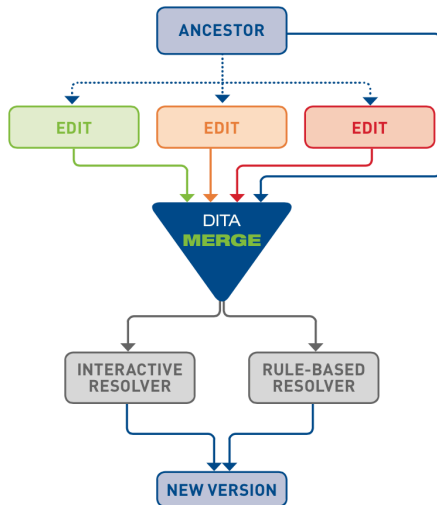 ANCESTOR
EDIT
EDIT
EDIT
DITA
MERGE
INTERACTIVE
RESOLVER
RULE-BASED
RESOLVER
NEW VERSION